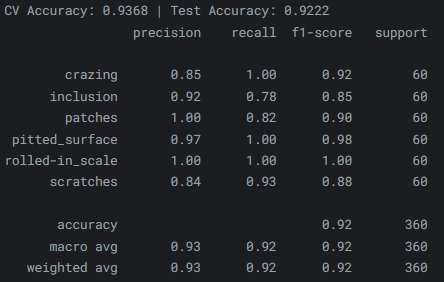 CV Accuracy: 0.9368 | Test Accuracy: 0.9222
precision recall f1-score support
crazing 0.85 1.00 0.92 60
inclusion 0.92 0.78 0.85 60
patches 1.00 0.82 0.90 60
pitted_surface 0.97 1.00 0.98 60
rolled-in_scale 1.00 1.00 1.00 60
scratches 0.84 0.93 0.88 60
accuracy 0.92 360
macro avg 0.93 0.92 0.92 360
weighted avg 0.93 0.92 0.92 360